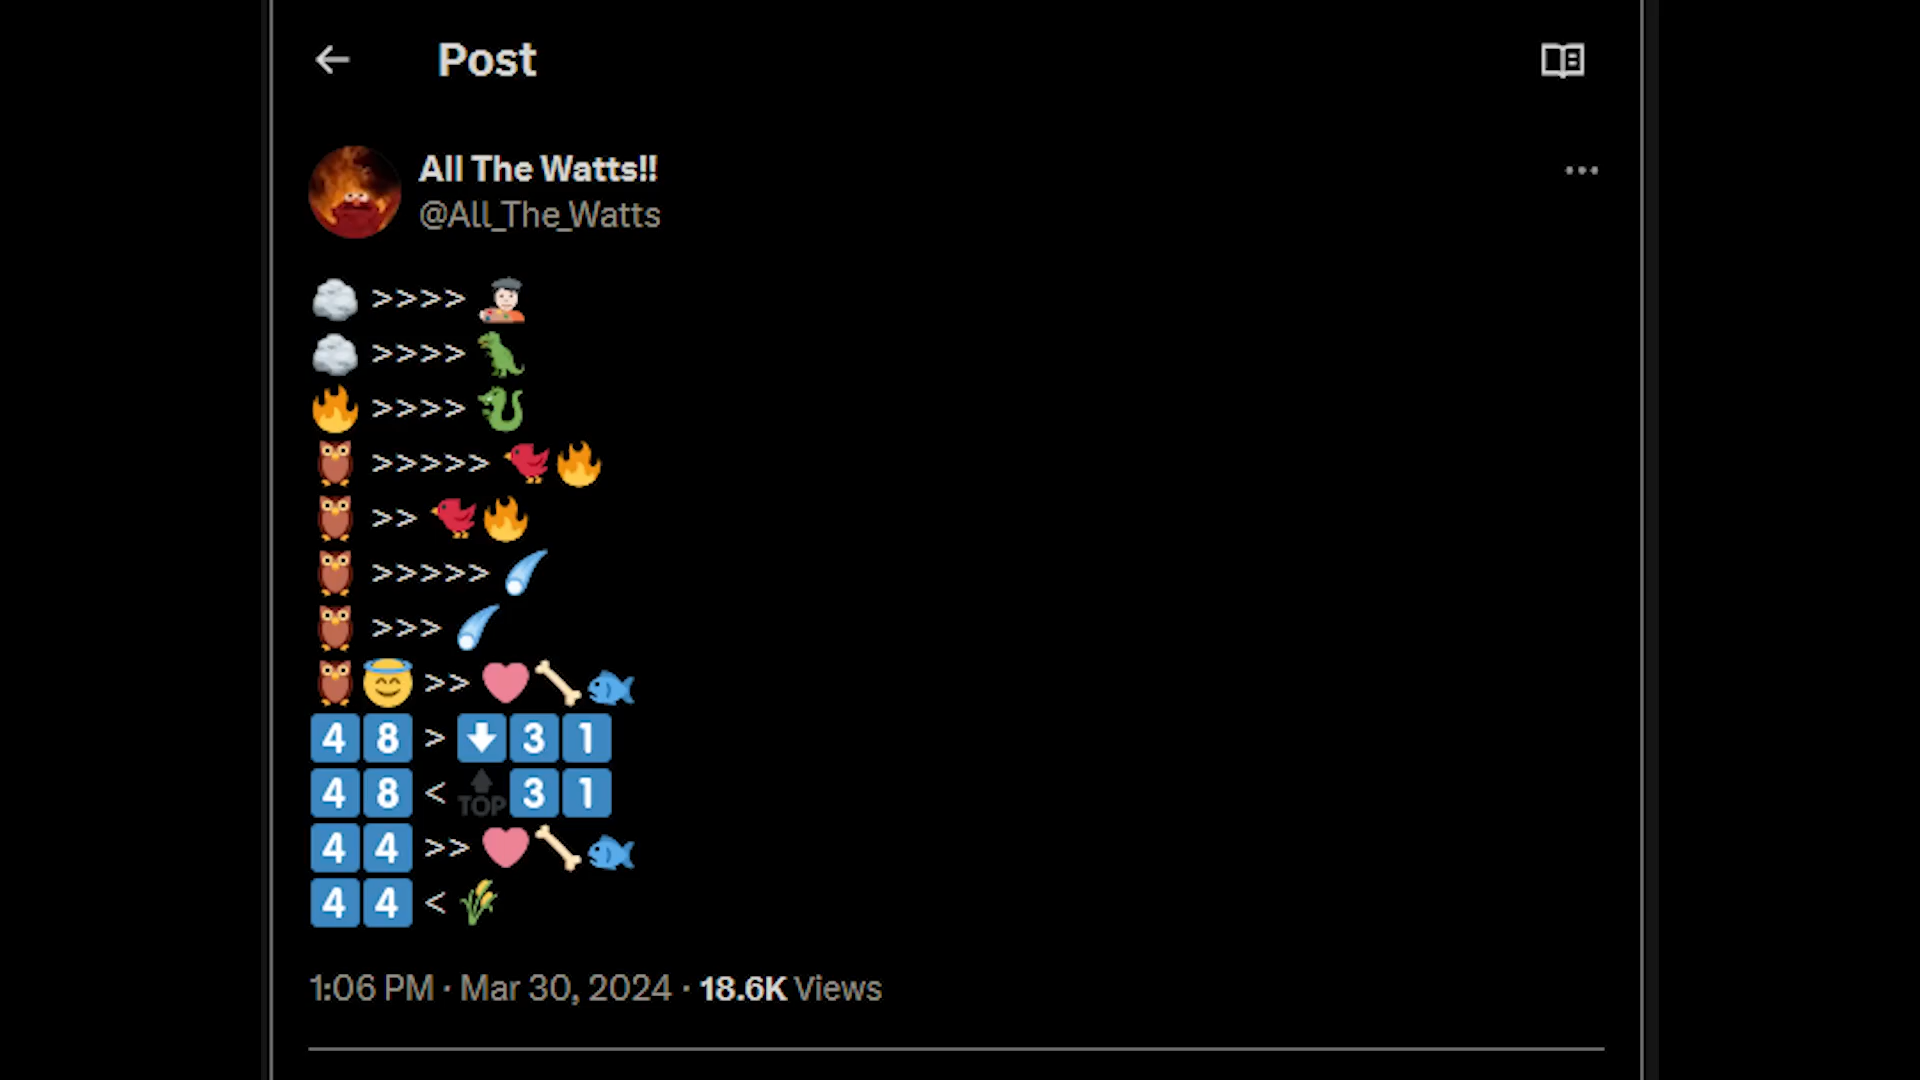 Post
All The Watts!!
@All_The_Watts
🪨 >>>> 🧑🏻‍🎨
🪨 >>>> 🦖
🔥 >>>> 🐉
🦉 >>>>> 🐦🔥
🦉 >> 🐦🔥
🦉 >>>>> ☄️
🦉 >>> ☄️
🦉😇 >> 🩷🦴🐟
4️⃣8️⃣ > ⬇️3️⃣1️⃣
4️⃣8️⃣ < 🔝3️⃣1️⃣
4️⃣4️⃣ >> 🩷🦴🐟
4️⃣4️⃣ < 🌾
1:06 PM · Mar 30, 2024 · 18.6K Views